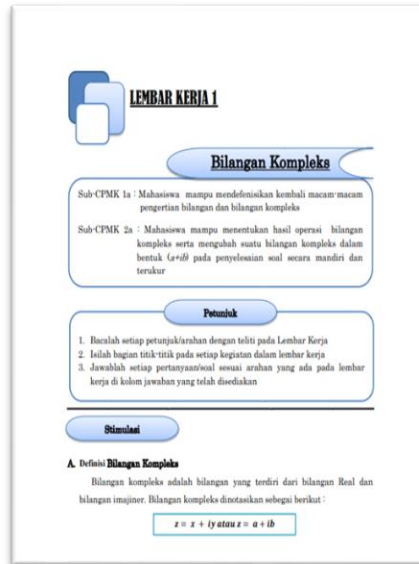 LEMBAR KERJA 1
Bilangan Kompleks
Sub-CPMK 1a : Mahasiswa mampu mendefenisikan kembali macam-macam
pengertian bilangan dan bilangan kompleks
Sub-CPMK 2a : Mahasiswa mampu menentukan hasil operasi bilangan
kompleks serta mengubah suatu bilangan kompleks dalam
bentuk (a+ib) pada penyelesaian soal secara mandiri dan
terukur
Petunjuk
1. Bacalah setiap petunjuk/arahan dengan teliti pada Lembar Kerja
2. Isilah bagian titik-titik pada setiap kegiatan dalam lembar kerja
3. Jawablah setiap pertanyaan/soal sesuai arahan yang ada pada lembar
kerja di kolom jawaban yang telah disediakan
Stimulasi
A. Definisi Bilangan Kompleks
Bilangan kompleks adalah bilangan yang terdiri dari bilangan Real dan
bilangan imajiner. Bilangan kompleks dinotasikan sebegai berikut :
z = x + iy atau z = a + ib